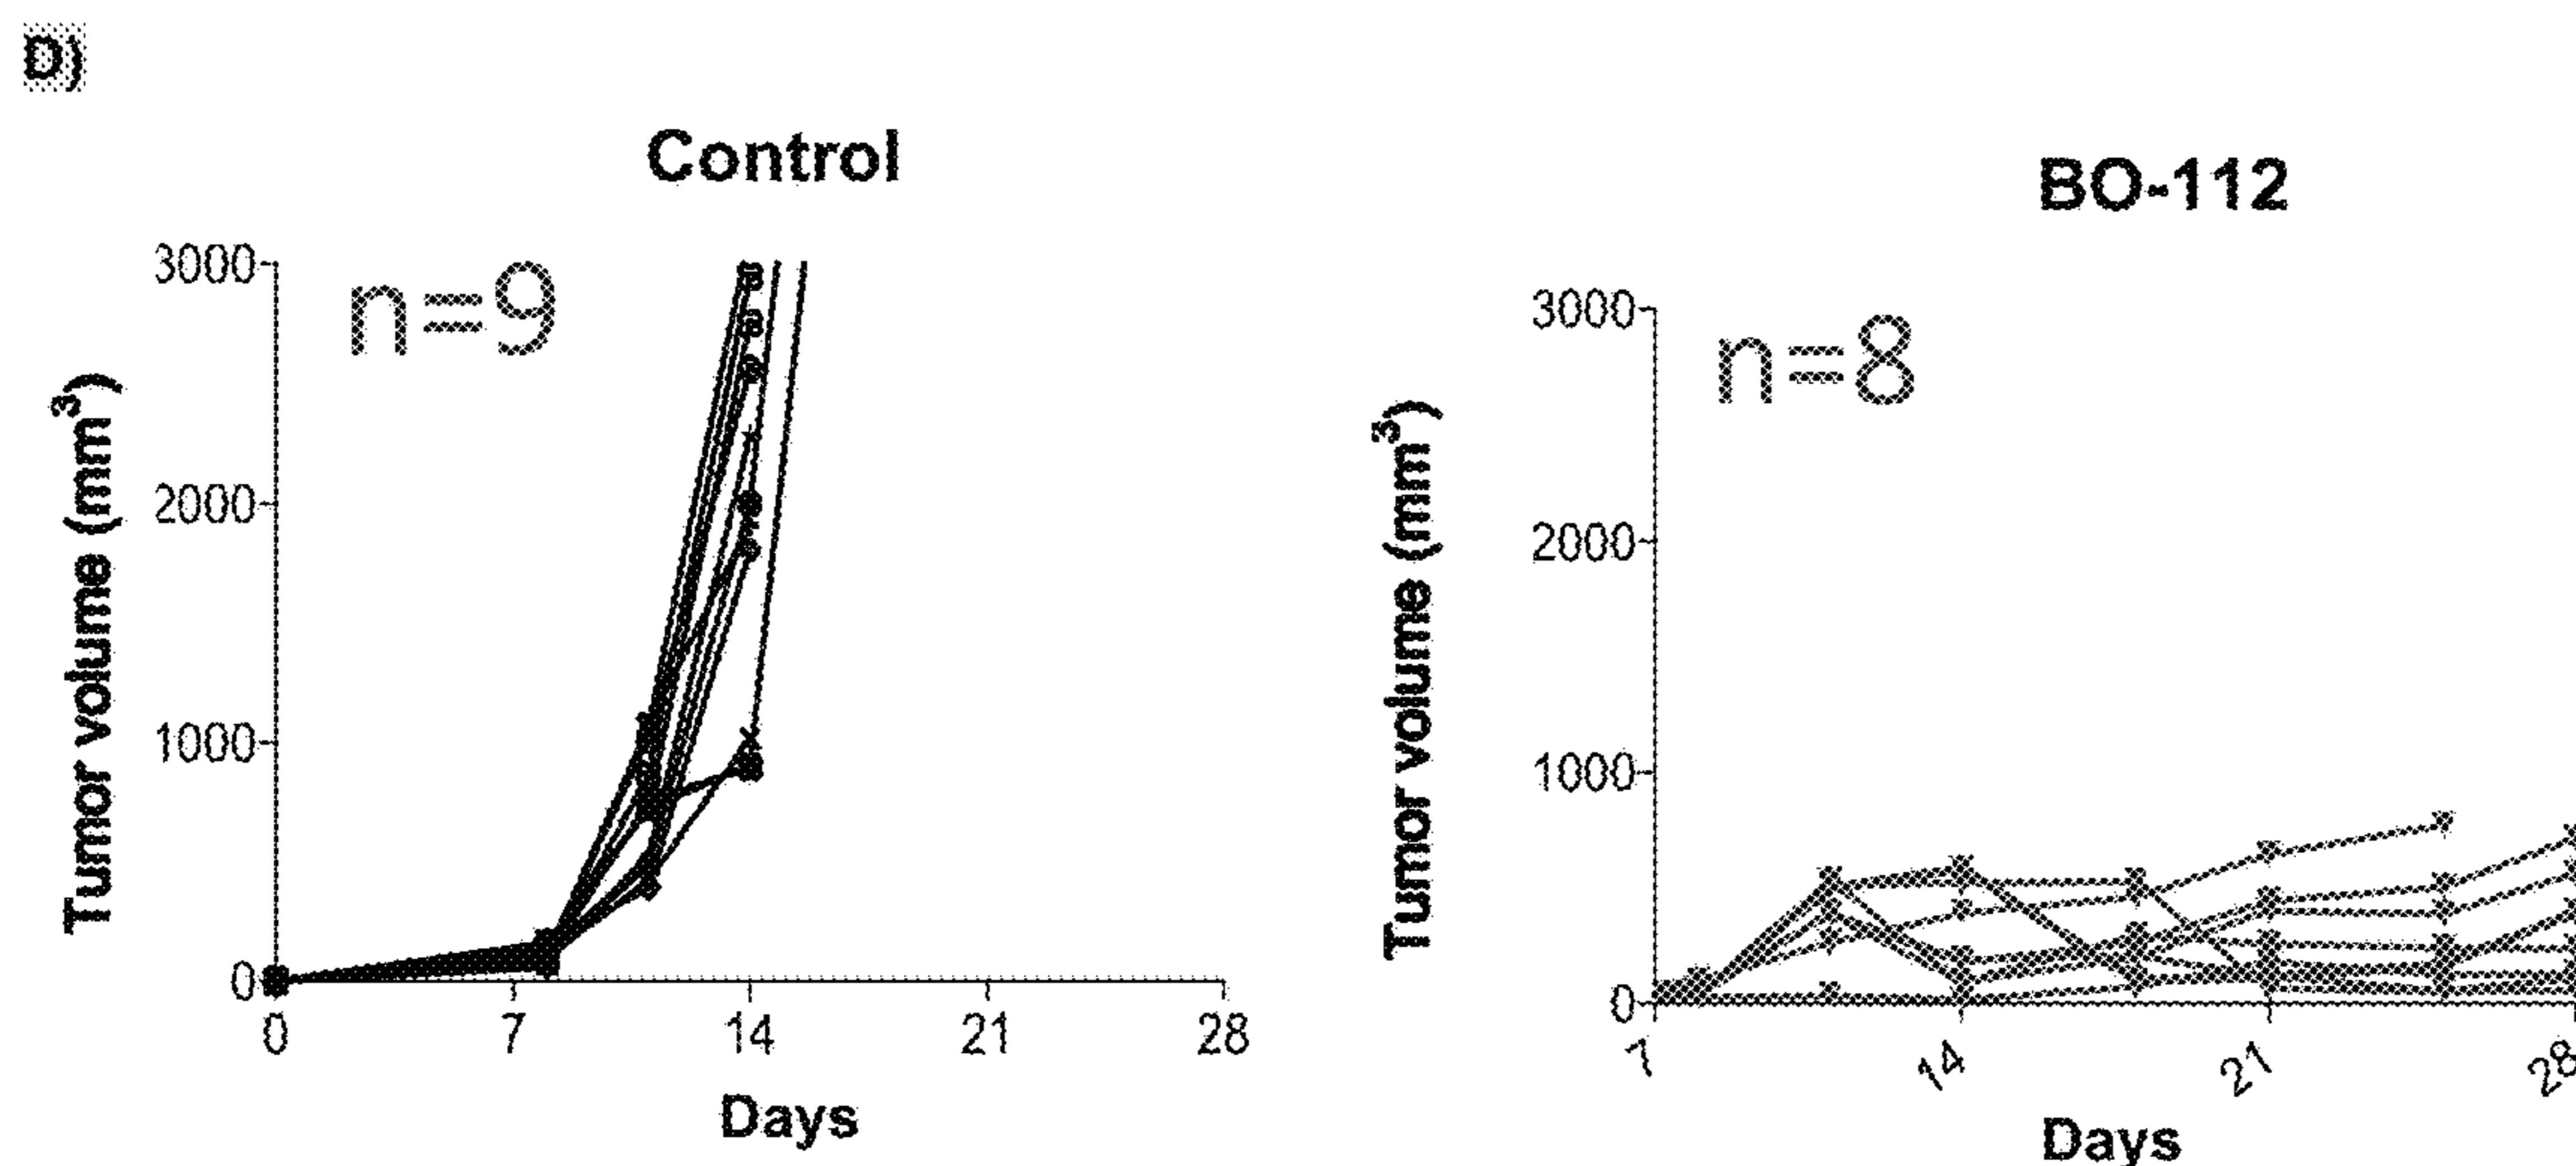 D)
Control
3000
2000
1000
0
n=9
Tumor volume (mm³)
0 7 14 21 28
Days
BO-112
3000
2000
1000
0
n=8
Tumor volume (mm³)
7 14 21 28
Days